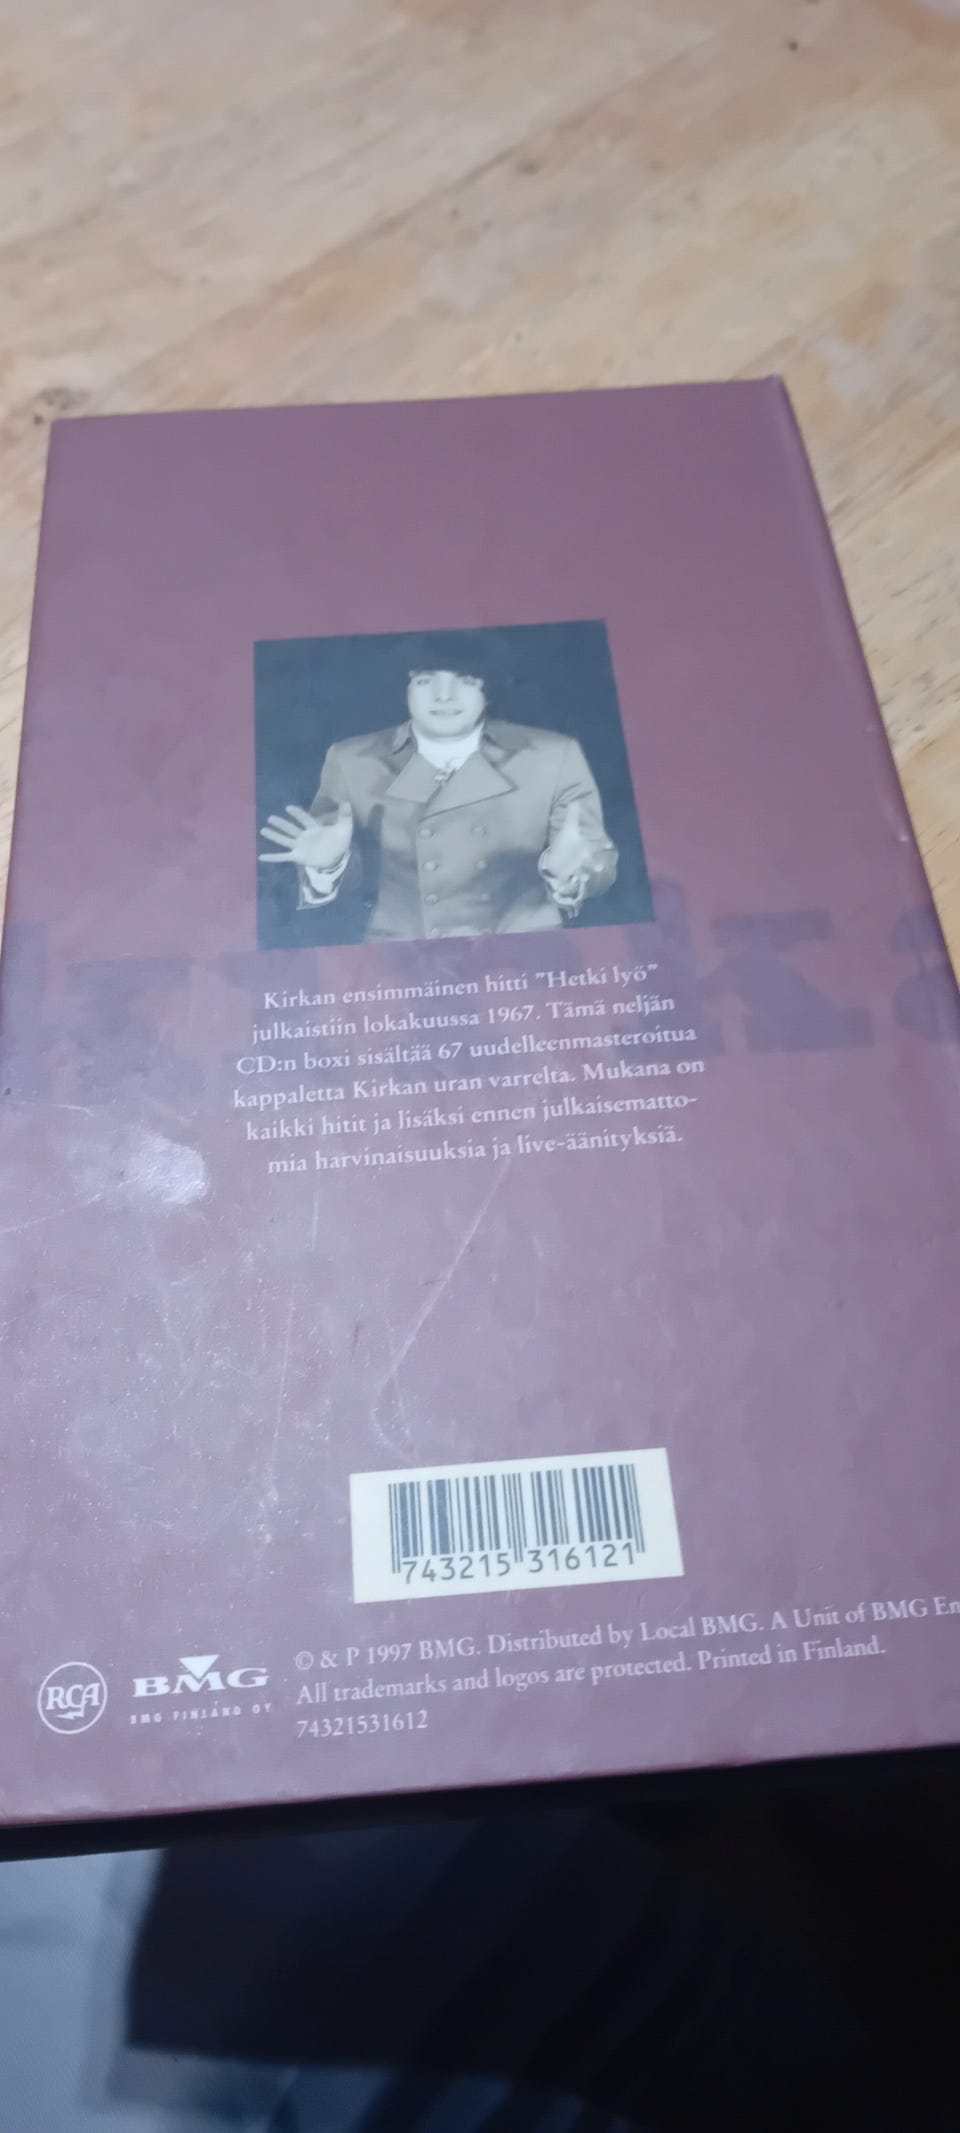 kirka
Kirkan ensimmäinen hitti "Hetki lyö"
julkaistiin lokakuussa 1967. Tämä neljän
CD:n boxi sisältää 67 uudelleenmasteroitua
kappaletta Kirkan uran varrelta. Mukana on
kaikki hitit ja lisäksi ennen julkaisematto-
mia harvinaisuuksia ja live-äänityksiä.
743215 316121
RCA
BMG
BMG FINLAND OY
© & P 1997 BMG. Distributed by Local BMG. A Unit of BMG En
All trademarks and logos are protected. Printed in Finland.
74321531612